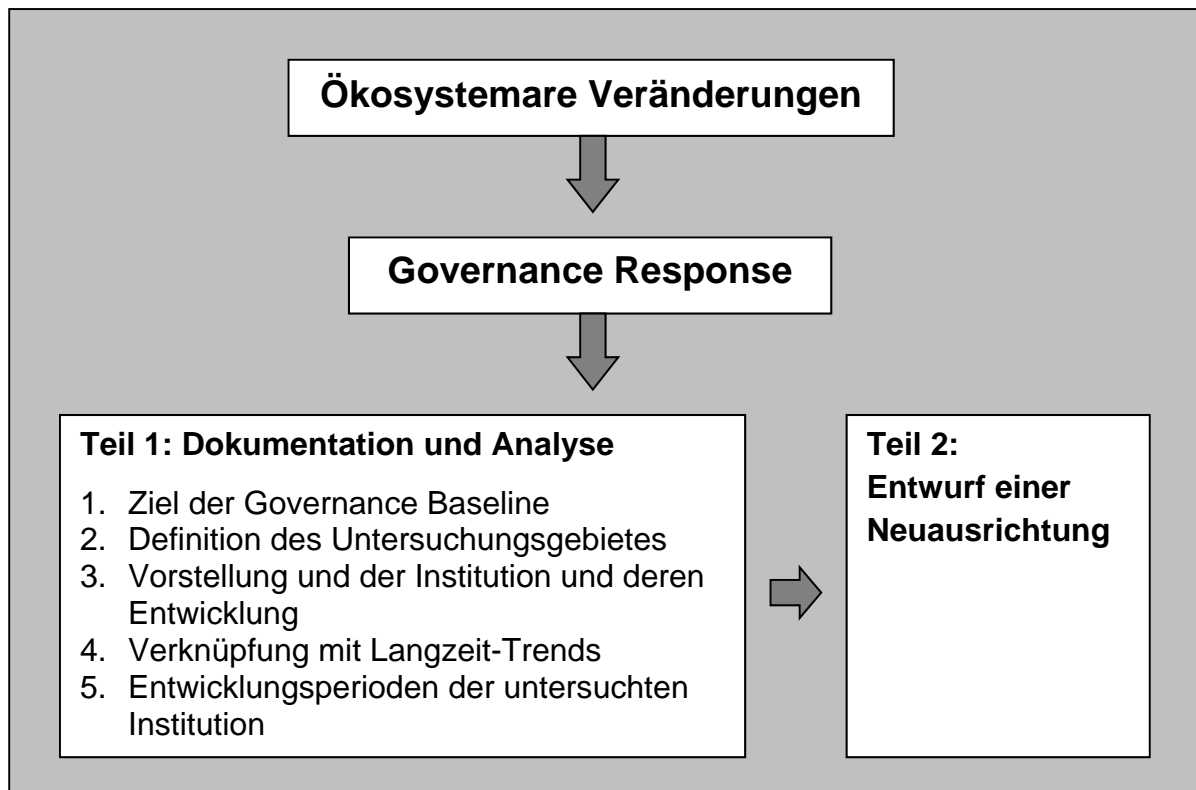 Ökosystemare Veränderungen
Governance Response
Teil 1: Dokumentation und Analyse
1. Ziel der Governance Baseline
2. Definition des Untersuchungsgebietes
3. Vorstellung und der Institution und deren
Entwicklung
4. Verknüpfung mit Langzeit-Trends
5. Entwicklungsperioden der untersuchten
Institution
Teil 2:
Entwurf einer
Neuausrichtung